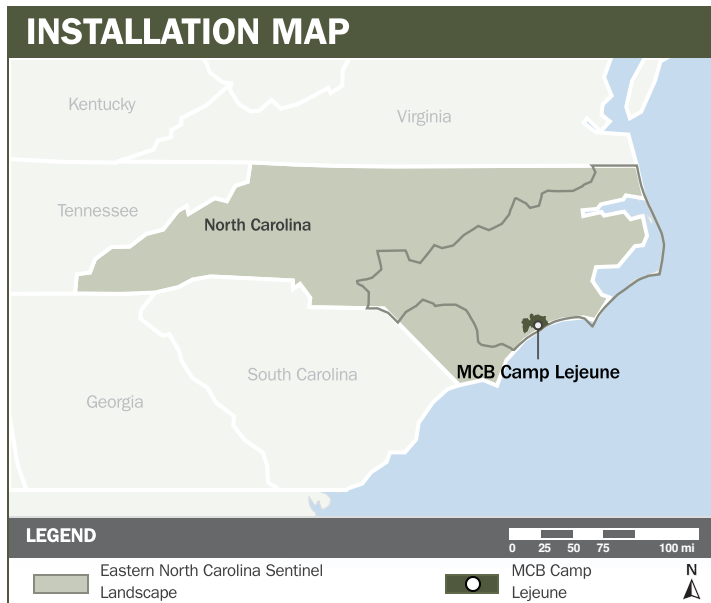 INSTALLATION MAP
Kentucky
Virginia
Tennessee
North Carolina
MCB Camp Lejeune
South Carolina
Georgia
LEGEND
0 25 50 75 100 mi
Eastern North Carolina Sentinel
Landscape
MCB Camp
Lejeune
N